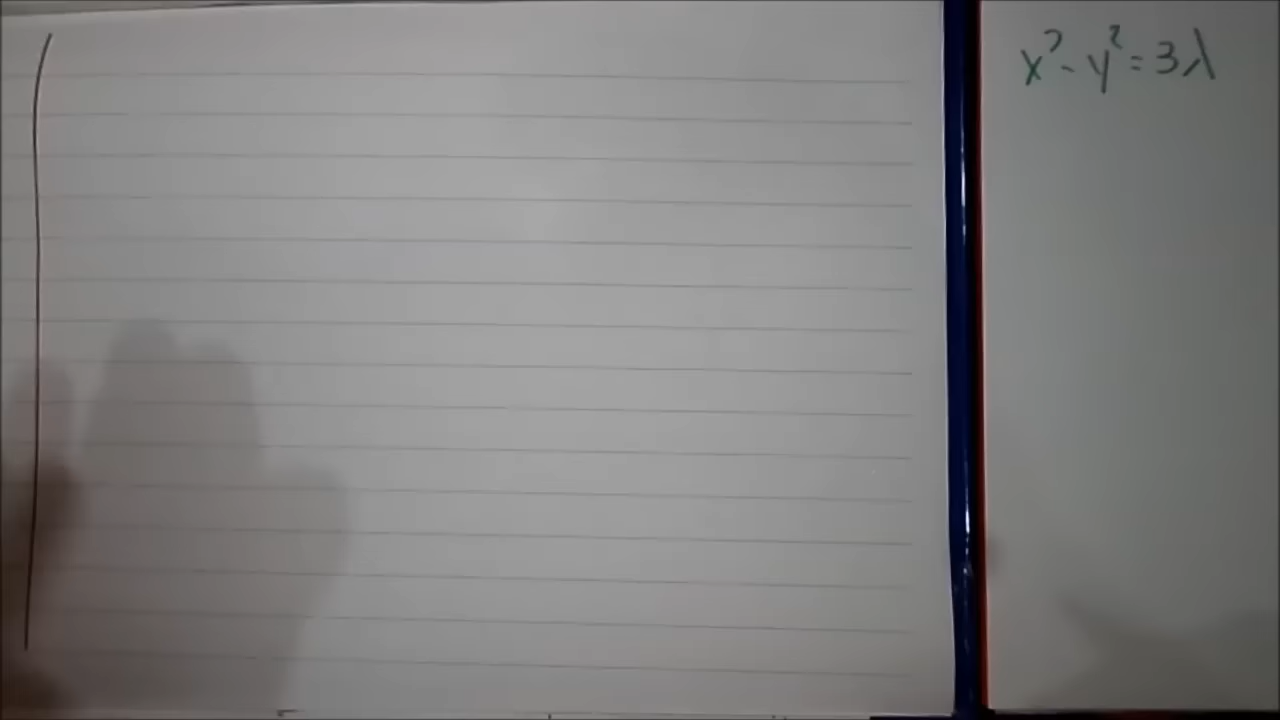 x² - y² = 3λ